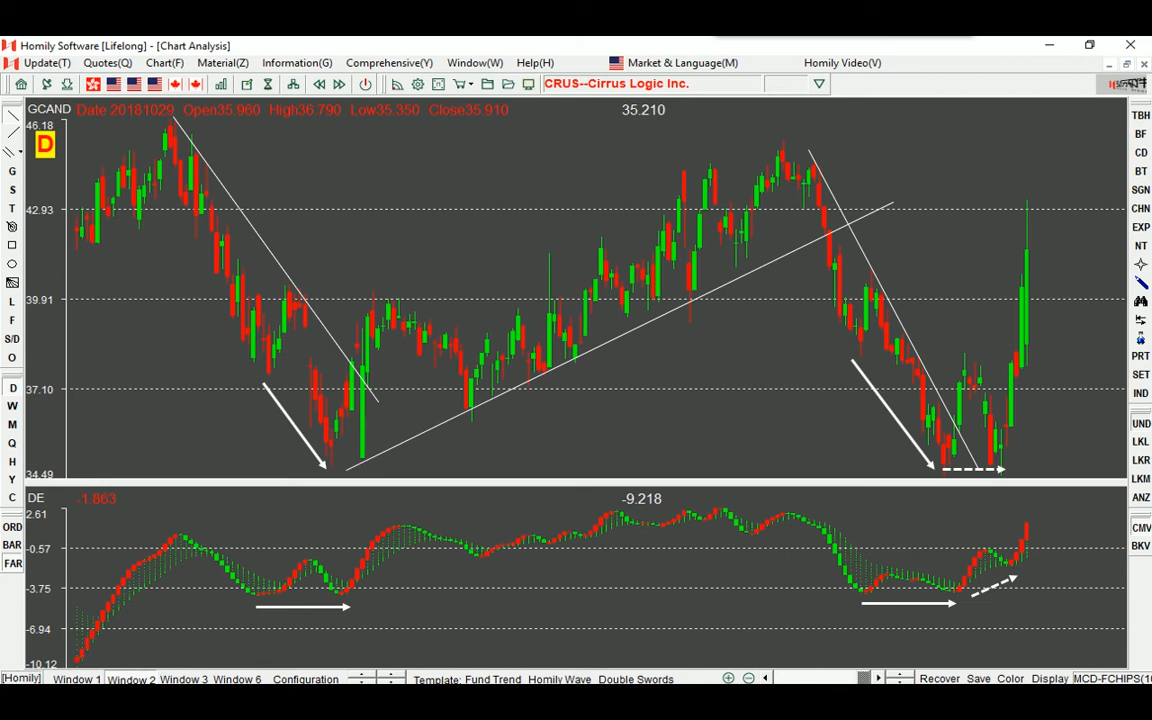 Homily Software [Lifelong] - [Chart Analysis]
Update(T) Quotes(Q) Chart(F) Material(Z) Information(G) Comprehensive(Y) Window(W) Help(H) Market & Language(M) Homily Video(V)
CRUS--Cirrus Logic Inc.
GCAND Date 20181029 Open35.960 High36.790 Low35.350 Close35.910 35.210
46.18
D
42.93
39.91
37.10
34.49
DE -1.863 -9.218
2.61
-0.57
-3.75
-6.94
-10.12
G
S
T
L
F
S/D
O
D
W
M
Q
H
Y
C
ORD
BAR
FAR
TBH
BF
CD
BT
SGN
CHN
EXP
NT
PRT
SET
IND
UND
LKL
LKR
LKM
ANZ
CMV
BKV
[Homily] Window 1 Window 2 Window 3 Window 6 Configuration Template: Fund Trend Homily Wave Double Swords Recover Save Color Display MCD-FCHIPS(10